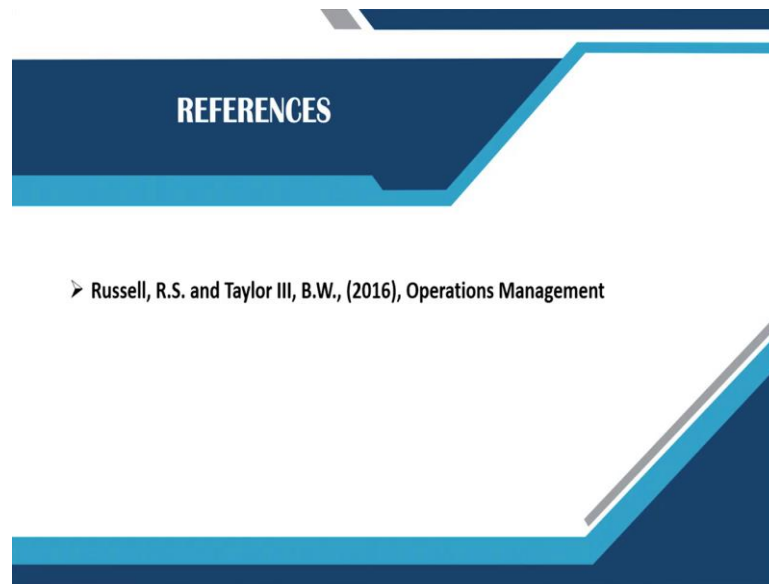 REFERENCES
➢ Russell, R.S. and Taylor III, B.W., (2016), Operations Management